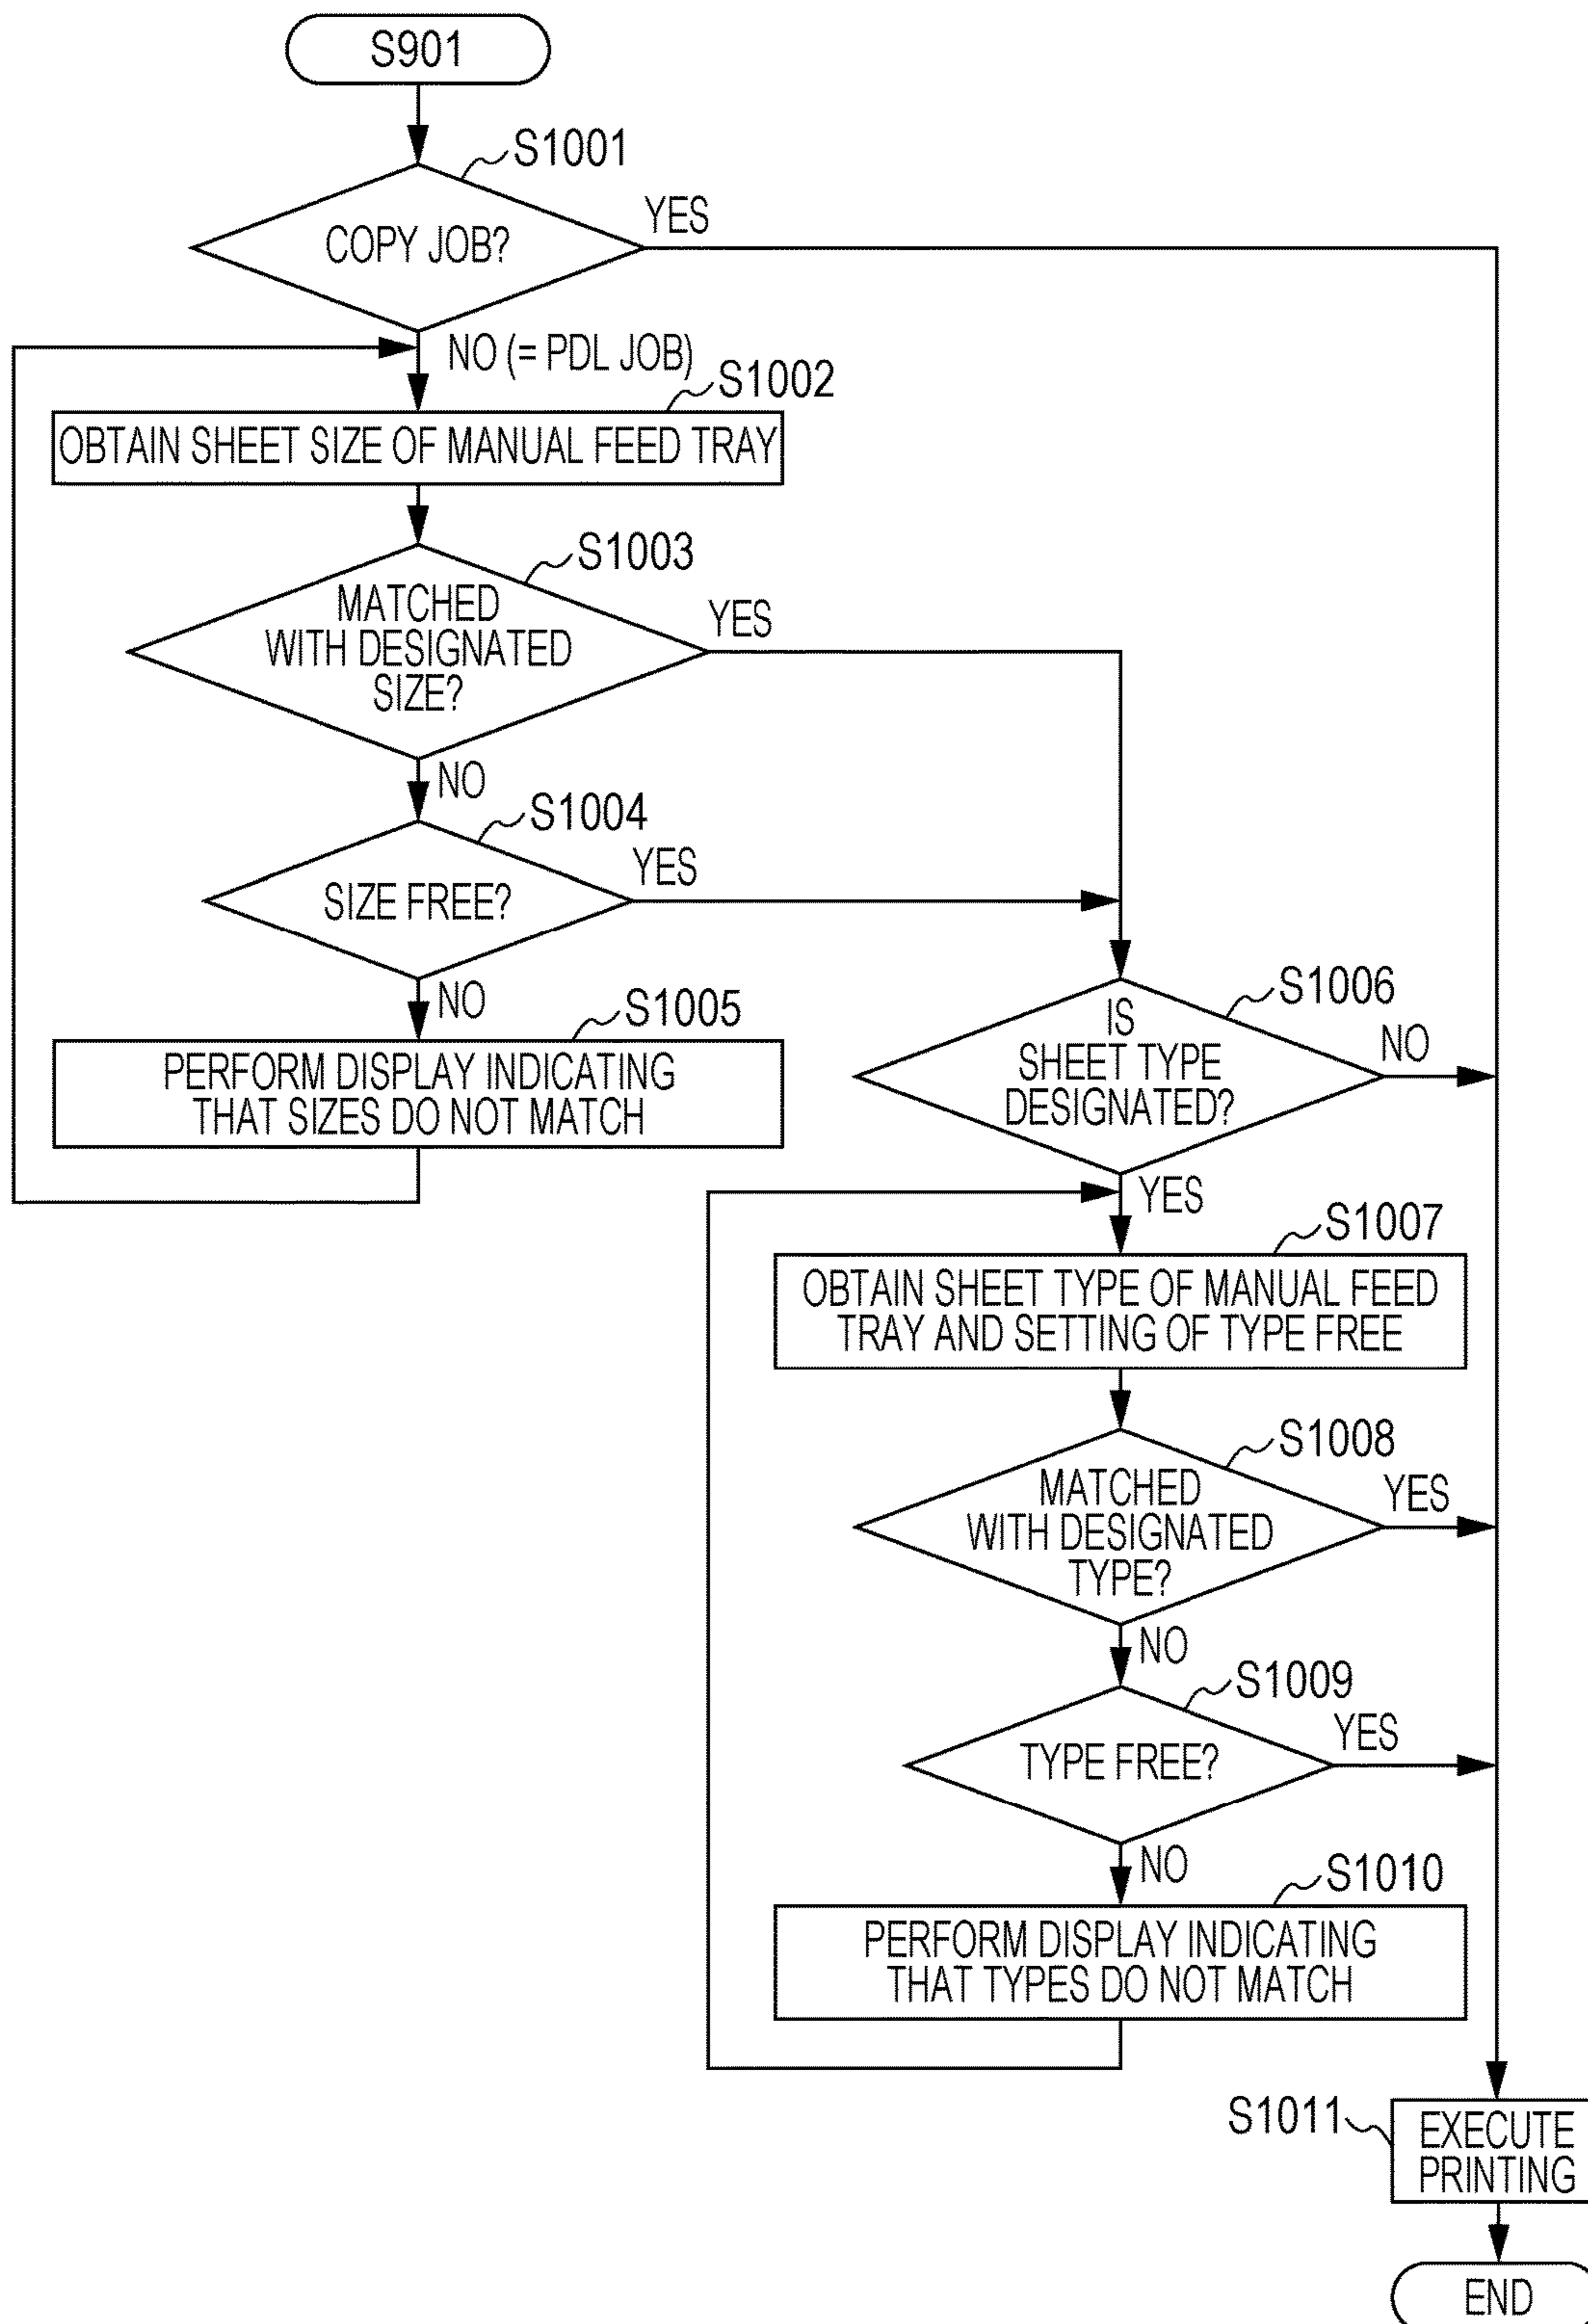 S901
S1001
COPY JOB?
YES
NO (= PDL JOB)
S1002
OBTAIN SHEET SIZE OF MANUAL FEED TRAY
S1003
MATCHED
WITH DESIGNATED
SIZE?
YES
NO
S1004
SIZE FREE?
YES
NO
S1005
PERFORM DISPLAY INDICATING
THAT SIZES DO NOT MATCH
S1006
IS
SHEET TYPE
DESIGNATED?
NO
YES
S1007
OBTAIN SHEET TYPE OF MANUAL FEED
TRAY AND SETTING OF TYPE FREE
S1008
MATCHED
WITH DESIGNATED
TYPE?
YES
NO
S1009
TYPE FREE?
YES
NO
S1010
PERFORM DISPLAY INDICATING
THAT TYPES DO NOT MATCH
S1011
EXECUTE
PRINTING
END